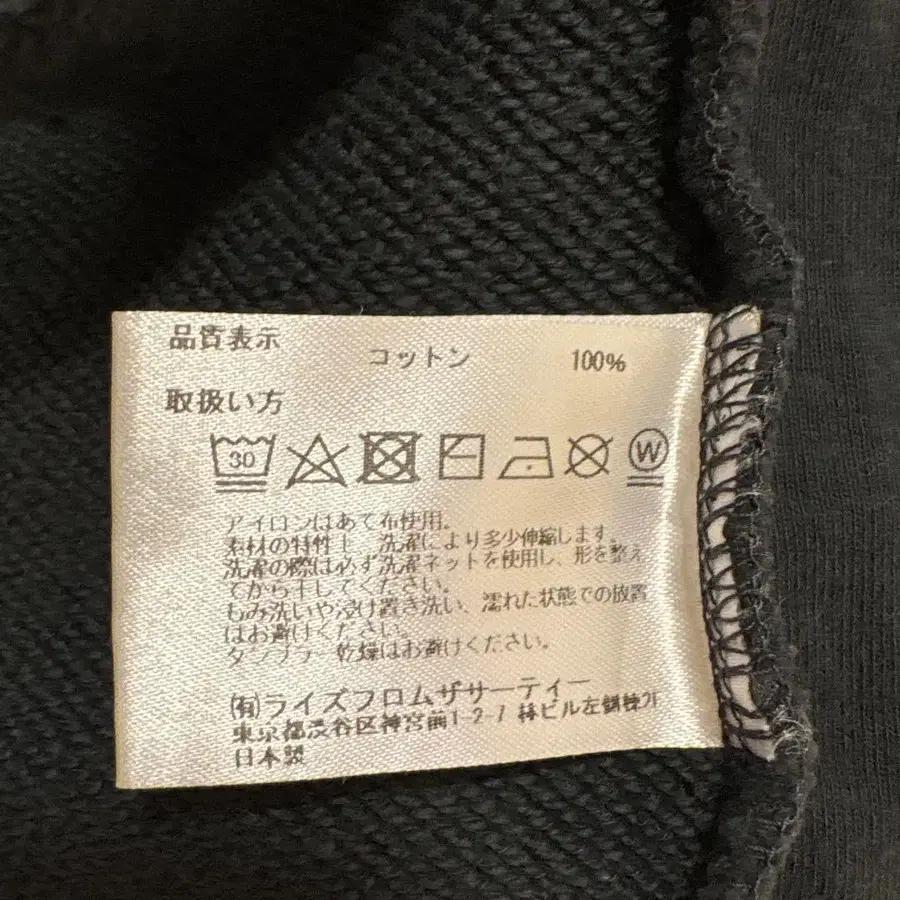 品質表示 コットン 100%
取扱い方
30 W
アイロンはあて布使用。
素材の特性上 洗濯により多少伸縮します。
洗濯の際は必ず洗濯ネットを使用し、形を整え
てから干してください。
もみ洗いや浸け置き洗い、濡れた状態での放置
はお避けください。
タンブラー乾燥はお避けください。
(有)ライズフロムザサーティー
東京都渋谷区神宮前1-2-7 ビル左側棟2F
日本製